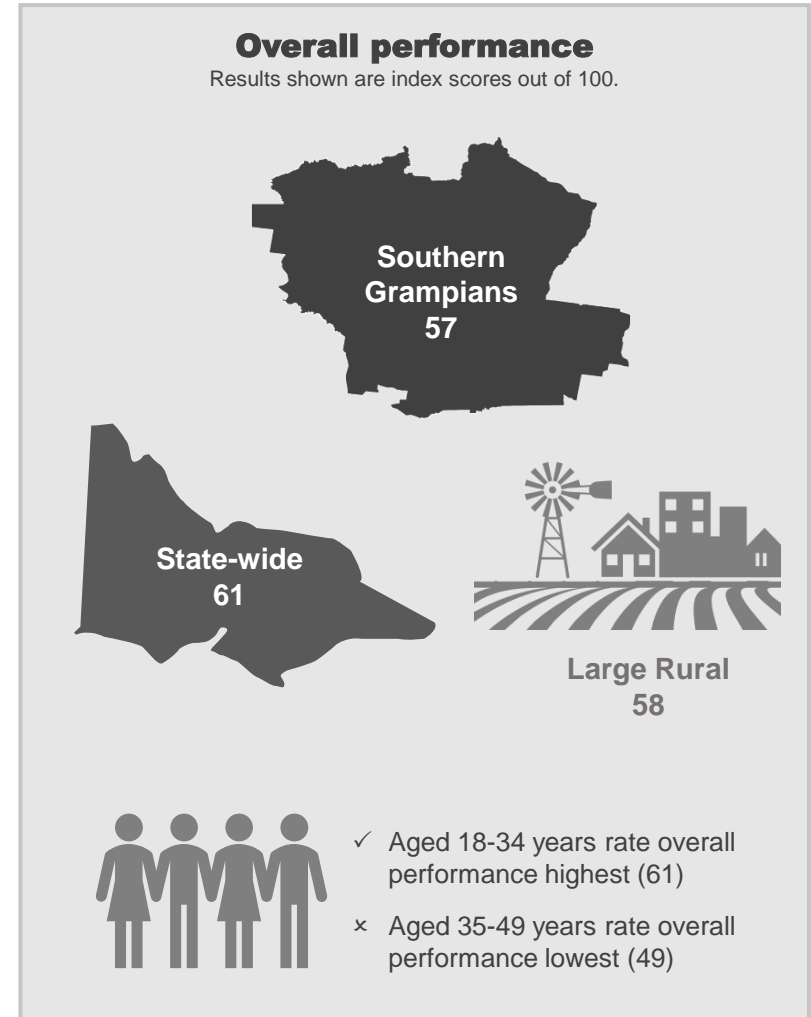 Overall performance
Results shown are index scores out of 100.
Southern
Grampians
57
State-wide
61
Large Rural
58
✓ Aged 18-34 years rate overall
performance highest (61)
× Aged 35-49 years rate overall
performance lowest (49)